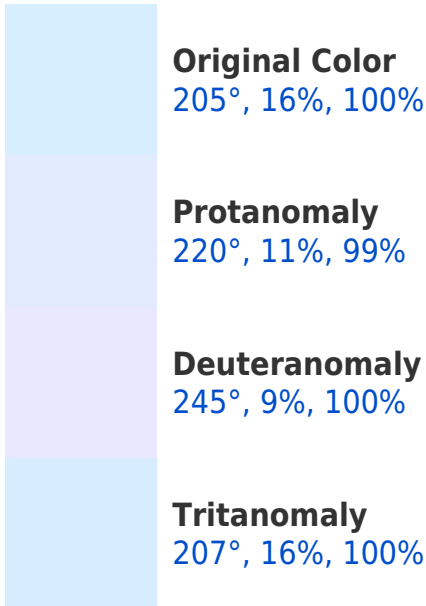 Original Color
205°, 16%, 100%
Protanomaly
220°, 11%, 99%
Deuteranomaly
245°, 9%, 100%
Tritanomaly
207°, 16%, 100%